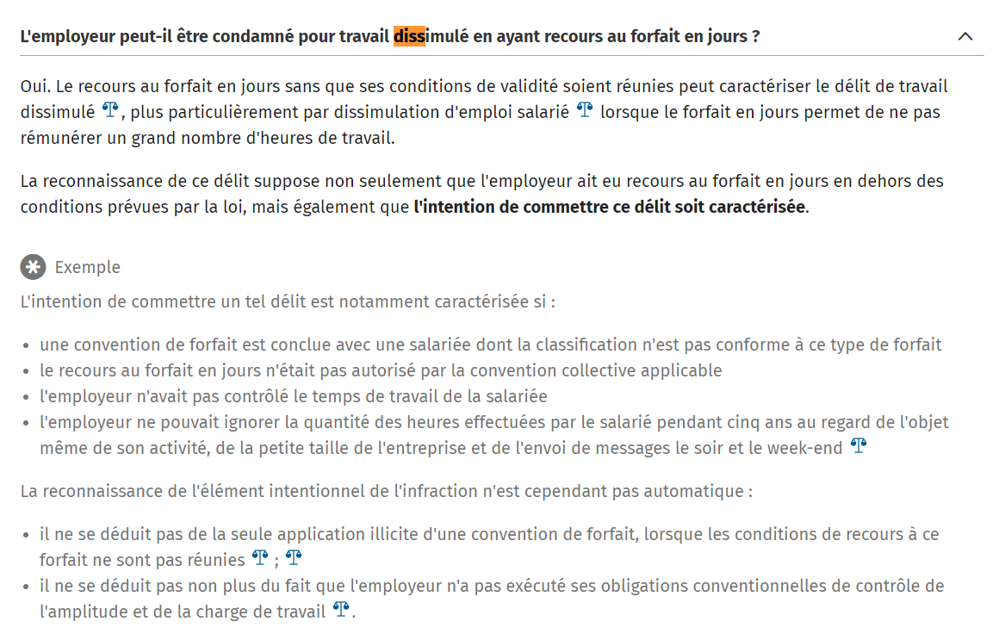 L'employeur peut-il être condamné pour travail dissimulé en ayant recours au forfait en jours ?
Oui. Le recours au forfait en jours sans que ses conditions de validité soient réunies peut caractériser le délit de travail
dissimulé , plus particulièrement par dissimulation d'emploi salarié lorsque le forfait en jours permet de ne pas
rémunérer un grand nombre d'heures de travail.
La reconnaissance de ce délit suppose non seulement que l'employeur ait eu recours au forfait en jours en dehors des
conditions prévues par la loi, mais également que l'intention de commettre ce délit soit caractérisée.
Exemple
L'intention de commettre un tel délit est notamment caractérisée si :
• une convention de forfait est conclue avec une salariée dont la classification n'est pas conforme à ce type de forfait
• le recours au forfait en jours n'était pas autorisé par la convention collective applicable
• l'employeur n'avait pas contrôlé le temps de travail de la salariée
• l'employeur ne pouvait ignorer la quantité des heures effectuées par le salarié pendant cinq ans au regard de l'objet
même de son activité, de la petite taille de l'entreprise et de l'envoi de messages le soir et le week-end
La reconnaissance de l'élément intentionnel de l'infraction n'est cependant pas automatique :
• il ne se déduit pas de la seule application illicite d'une convention de forfait, lorsque les conditions de recours à ce
forfait ne sont pas réunies ;
• il ne se déduit pas non plus du fait que l'employeur n'a pas exécuté ses obligations conventionnelles de contrôle de
l'amplitude et de la charge de travail .